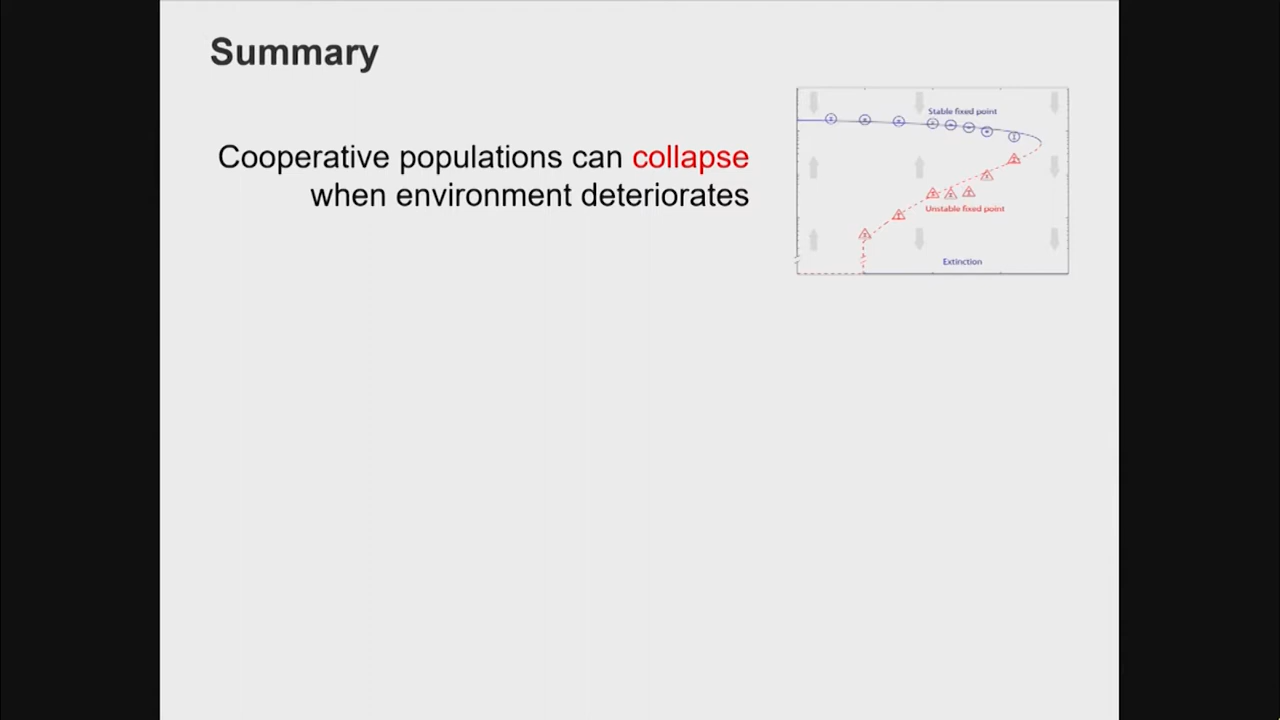 Summary
Cooperative populations can collapse
when environment deteriorates
Stable fixed point
Unstable fixed point
Extinction